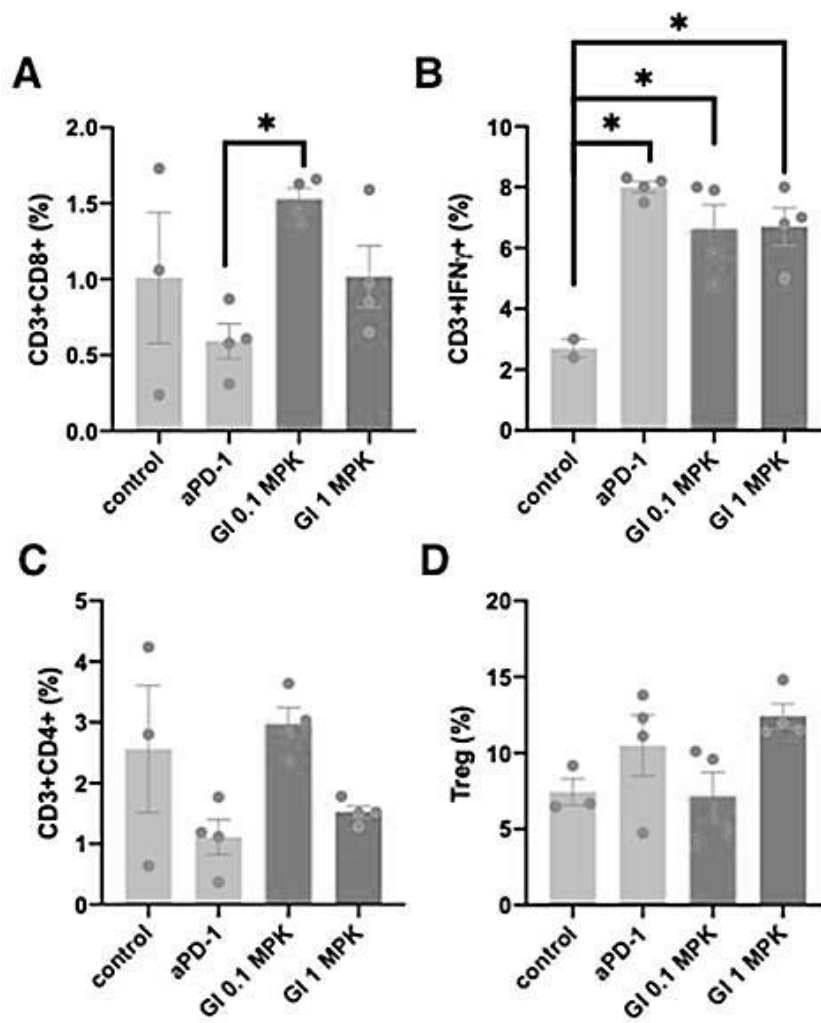 A
*
CD3+CD8+ (%)
2.0
1.5
1.0
0.5
0.0
control
aPD-1
GI 0.1 MPK
GI 1 MPK
B
*
*
*
CD3+IFNγ+ (%)
10
8
6
4
2
0
control
aPD-1
GI 0.1 MPK
GI 1 MPK
C
CD3+CD4+ (%)
5
4
3
2
1
0
control
aPD-1
GI 0.1 MPK
GI 1 MPK
D
Treg (%)
20
15
10
5
0
control
aPD-1
GI 0.1 MPK
GI 1 MPK